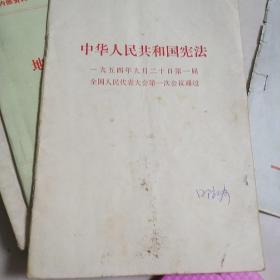 中华人民共和国宪法
一九五四年九月二十日第一届
全国人民代表大会第一次会议通过
地